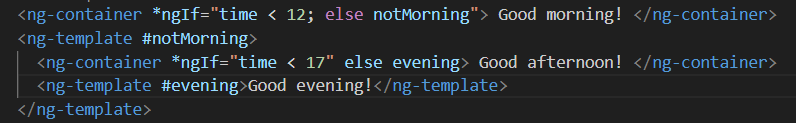 <ng-container *ngIf="time < 12; else notMorning"> Good morning! </ng-container>
<ng-template #notMorning>
<ng-container *ngIf="time < 17" else evening> Good afternoon! </ng-container>
<ng-template #evening>Good evening!</ng-template>
</ng-template>